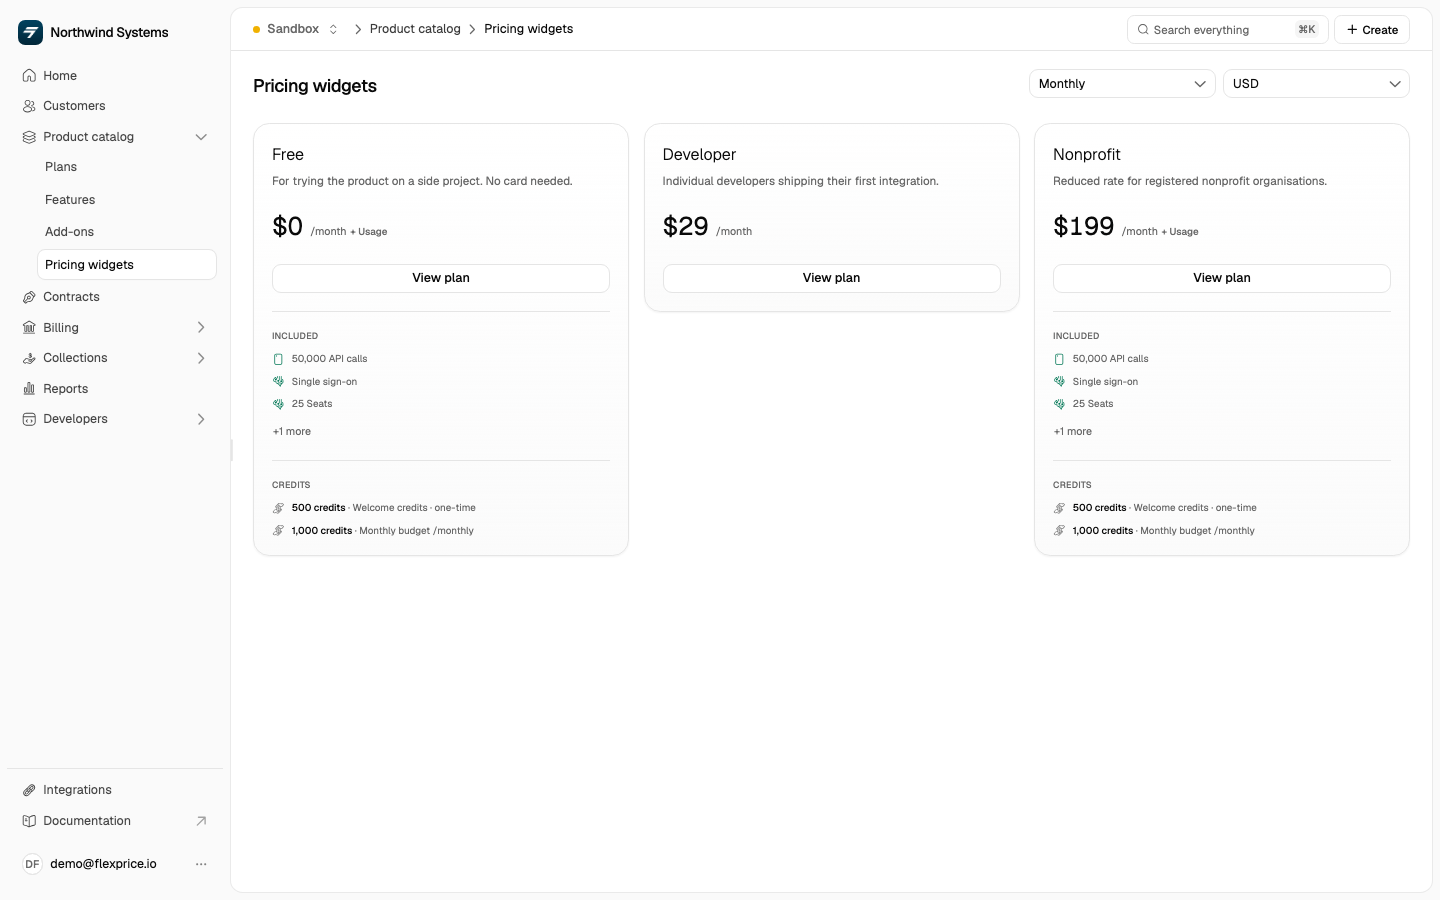 Northwind Systems
Home
Customers
Product catalog
Plans
Features
Add-ons
Pricing widgets
Contracts
Billing
Collections
Reports
Developers
Integrations
Documentation
DF demo@flexprice.io
Sandbox Product catalog Pricing widgets
Search everything ⌘K
Create
Pricing widgets
Monthly
USD
Free
For trying the product on a side project. No card needed.
$0 /month + Usage
View plan
INCLUDED
50,000 API calls
Single sign-on
25 Seats
+1 more
CREDITS
500 credits · Welcome credits · one-time
1,000 credits · Monthly budget /monthly
Developer
Individual developers shipping their first integration.
$29 /month
View plan
Nonprofit
Reduced rate for registered nonprofit organisations.
$199 /month + Usage
View plan
INCLUDED
50,000 API calls
Single sign-on
25 Seats
+1 more
CREDITS
500 credits · Welcome credits · one-time
1,000 credits · Monthly budget /monthly